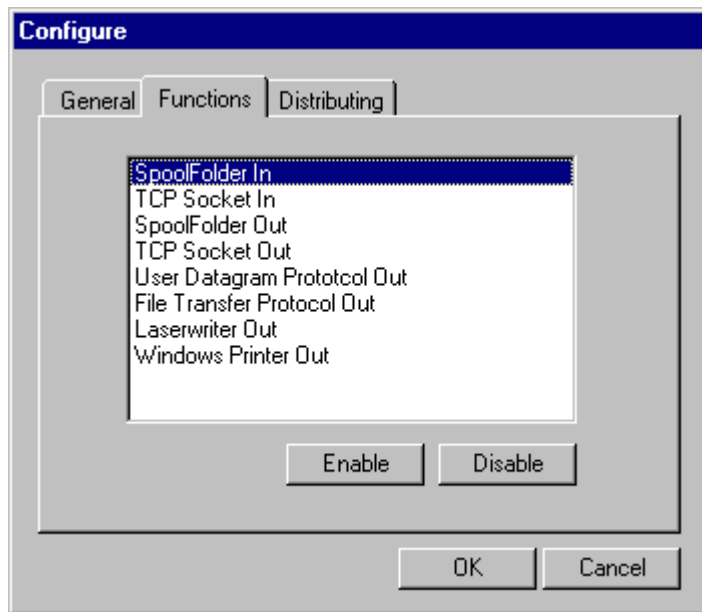 Configure
General Functions Distributing
SpoolFolder In
TCP Socket In
SpoolFolder Out
TCP Socket Out
User Datagram Prototcol Out
File Transfer Protocol Out
Laserwriter Out
Windows Printer Out
Enable Disable
OK Cancel